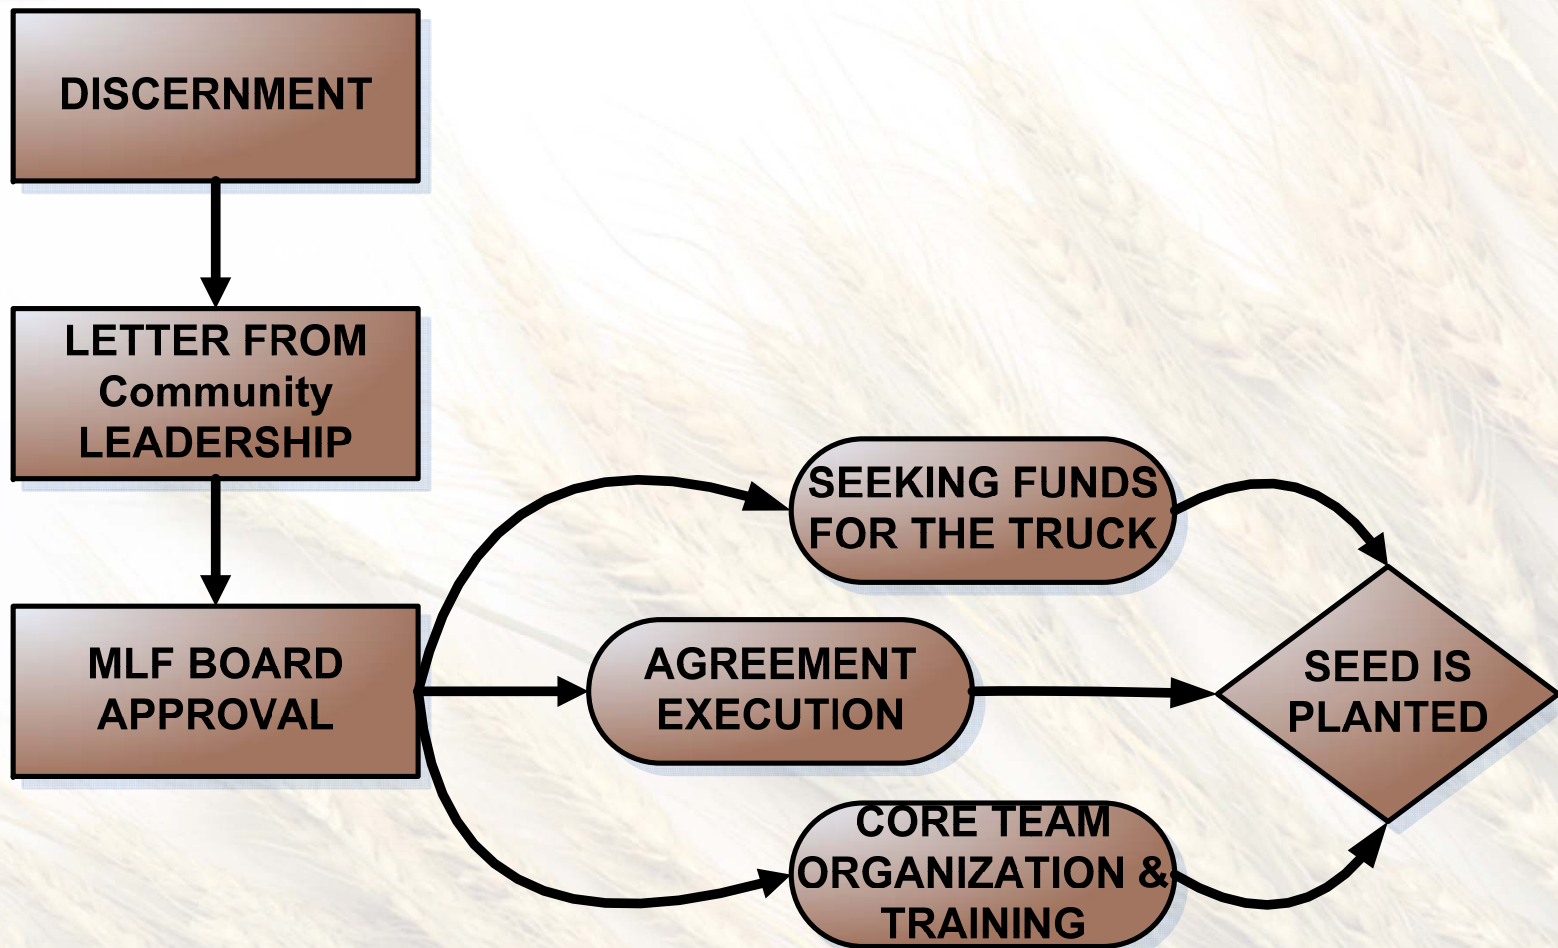 DISCERNMENT
LETTER FROM
Community
LEADERSHIP
MLF BOARD
APPROVAL
SEEKING FUNDS
FOR THE TRUCK
AGREEMENT
EXECUTION
CORE TEAM
ORGANIZATION &
TRAINING
SEED IS
PLANTED